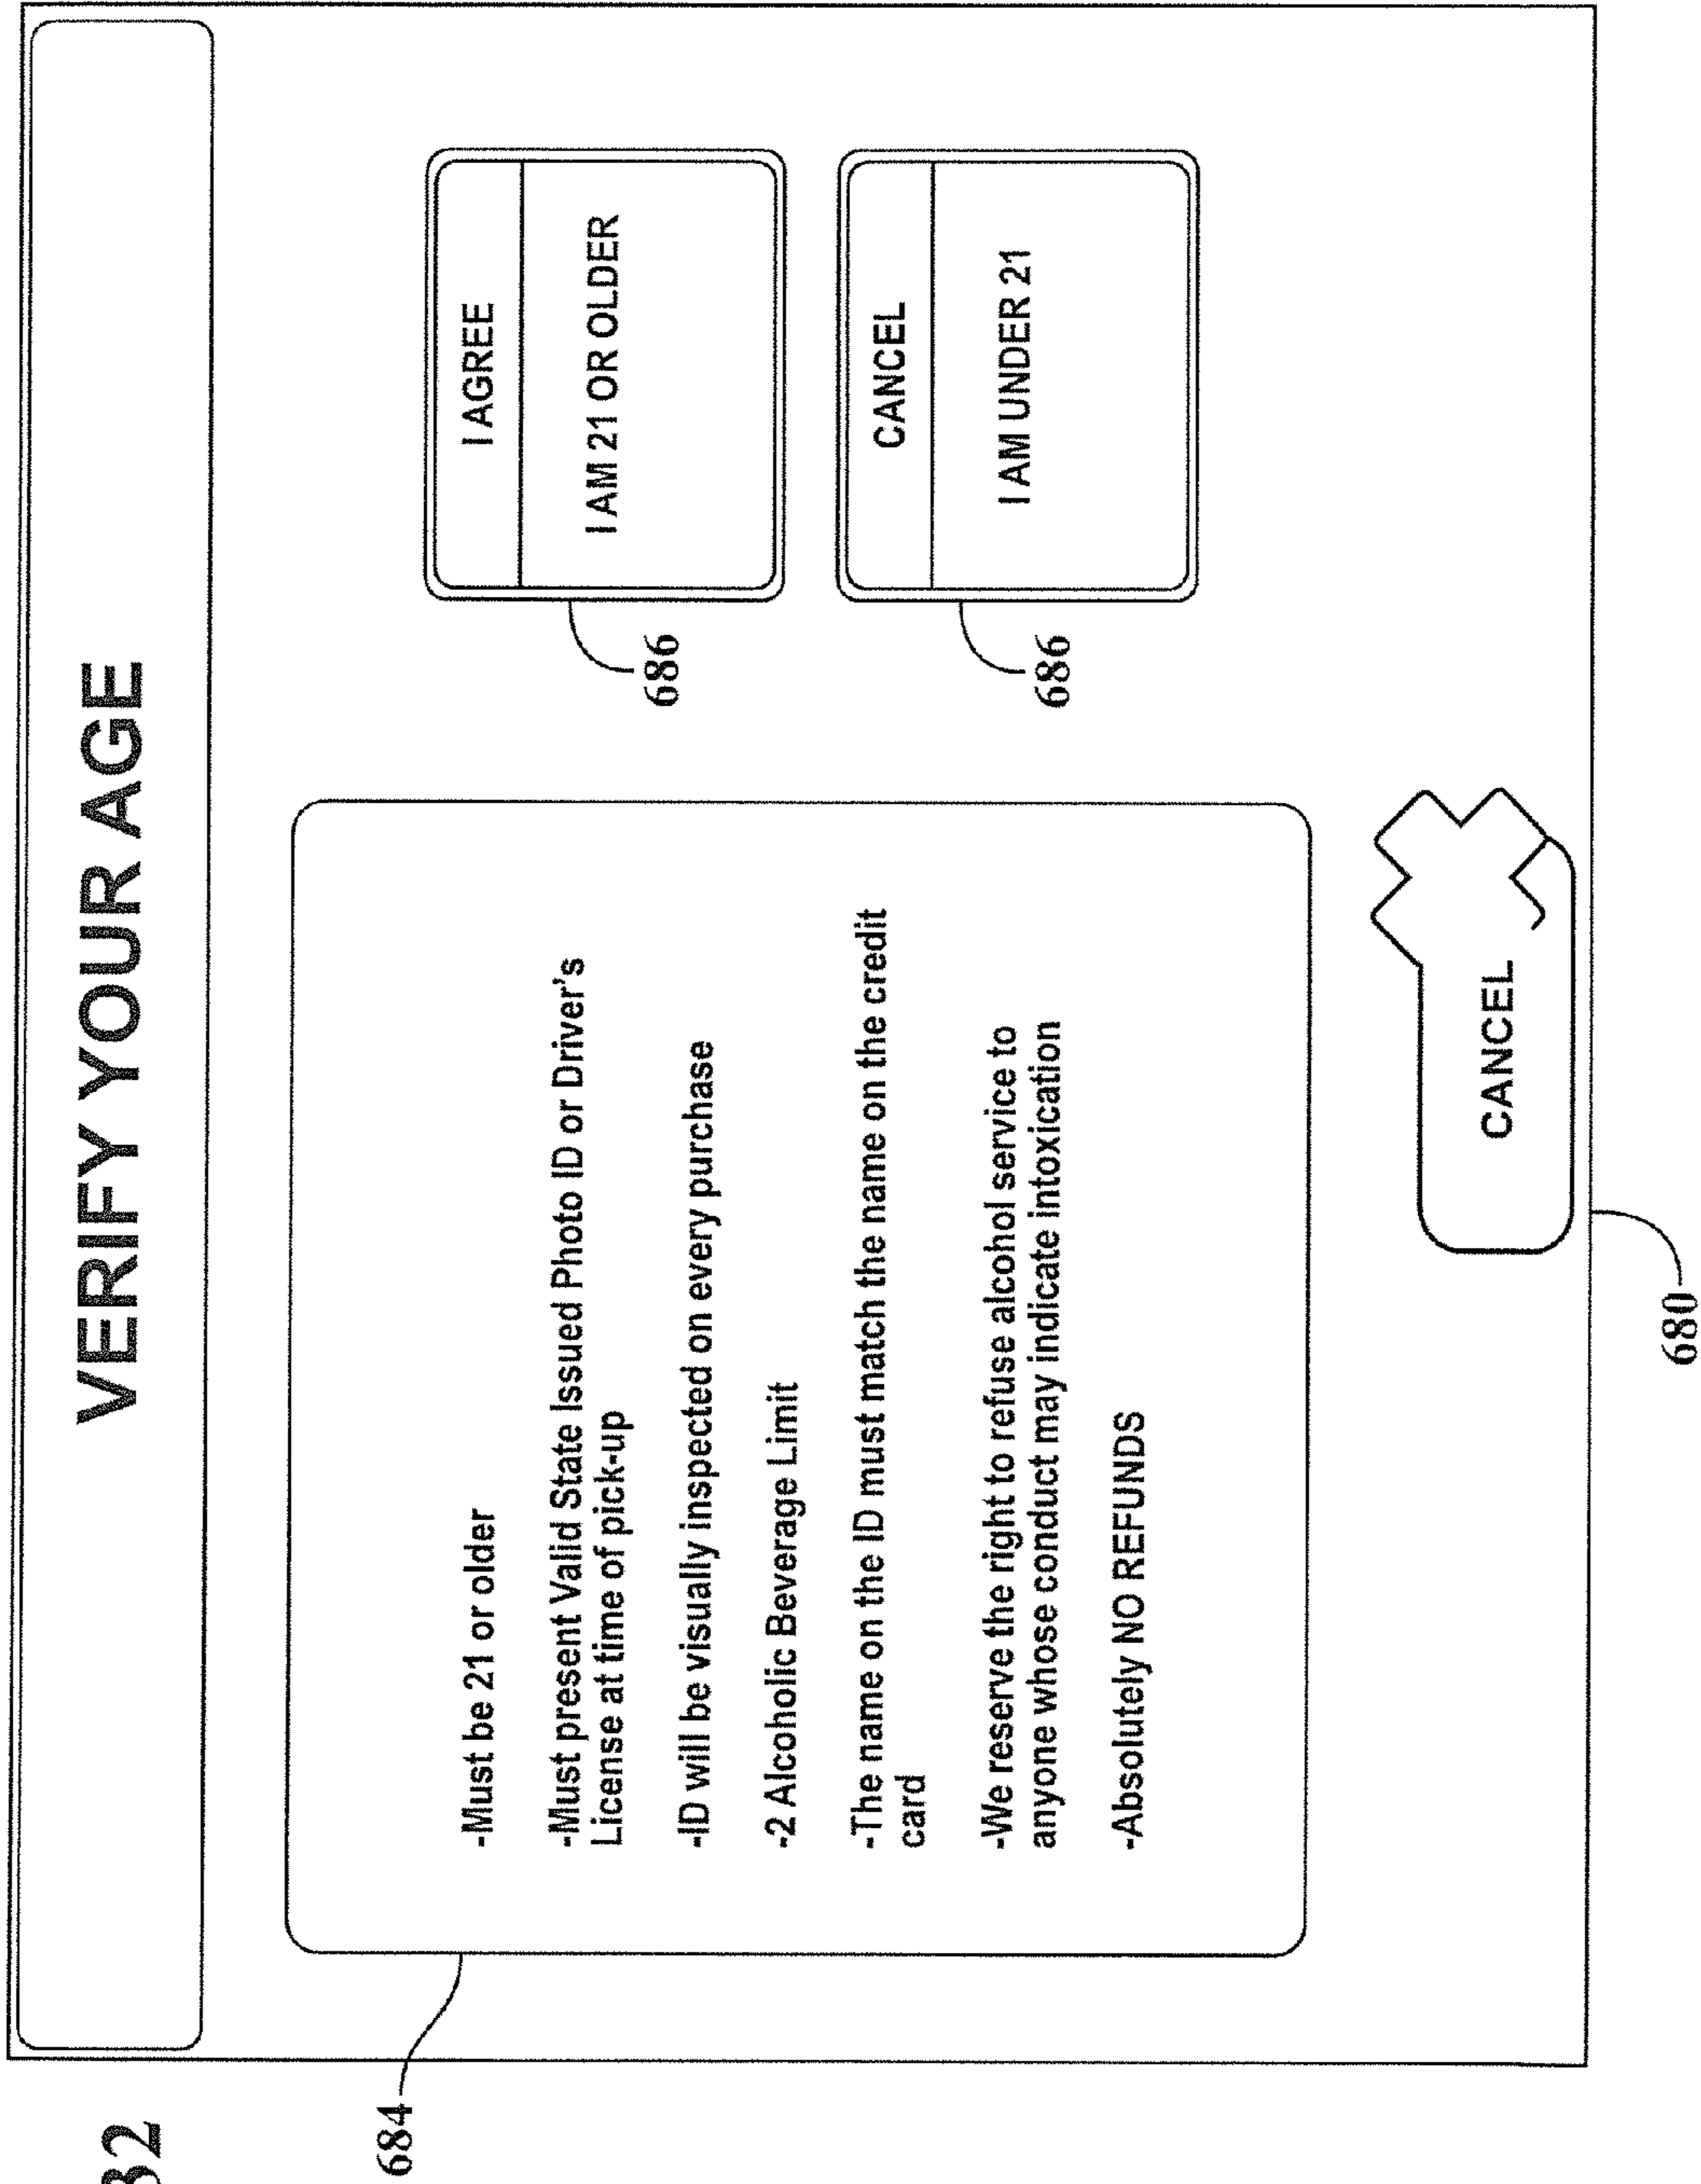 VERIFY YOUR AGE
-Must be 21 or older
-Must present Valid State Issued Photo ID or Driver's
License at time of pick-up
-ID will be visually inspected on every purchase
-2 Alcoholic Beverage Limit
-The name on the ID must match the name on the credit
card
-We reserve the right to refuse alcohol service to
anyone whose conduct may indicate intoxication
-Absolutely NO REFUNDS
I AGREE
I AM 21 OR OLDER
686
CANCEL
I AM UNDER 21
686
CANCEL
684
680